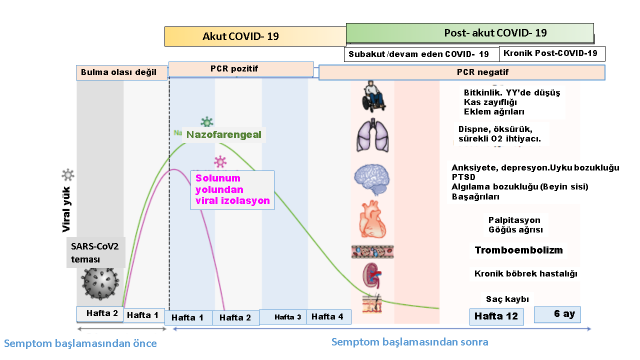 Akut COVID- 19
Post- akut COVID- 19
Subakut /devam eden COVID- 19
Kronik Post-COVID-19
Bulma olası değil
PCR pozitif
PCR negatif
Bitkinlik. YY'de düşüş
Kas zayıflığı
Eklem ağrıları
Nazofarengeal
Dispne, öksürük,
sürekli O2 ihtiyacı.
Solunum
yolundan
viral izolasyon
Anksiyete, depresyon.Uyku bozukluğu
PTSD
Algılama bozukluğu (Beyin sisi)
Başağrıları
Viral yük
Palpitasyon
Göğüs ağrısı
SARS-CoV2
teması
Tromboembolizm
Kronik böbrek hastalığı
Saç kaybı
Hafta 2
Hafta 1
Hafta 1
Hafta 2
Hafta 3
Hafta 4
Hafta 12
6 ay
Semptom başlamasından önce
Semptom başlamasından sonra